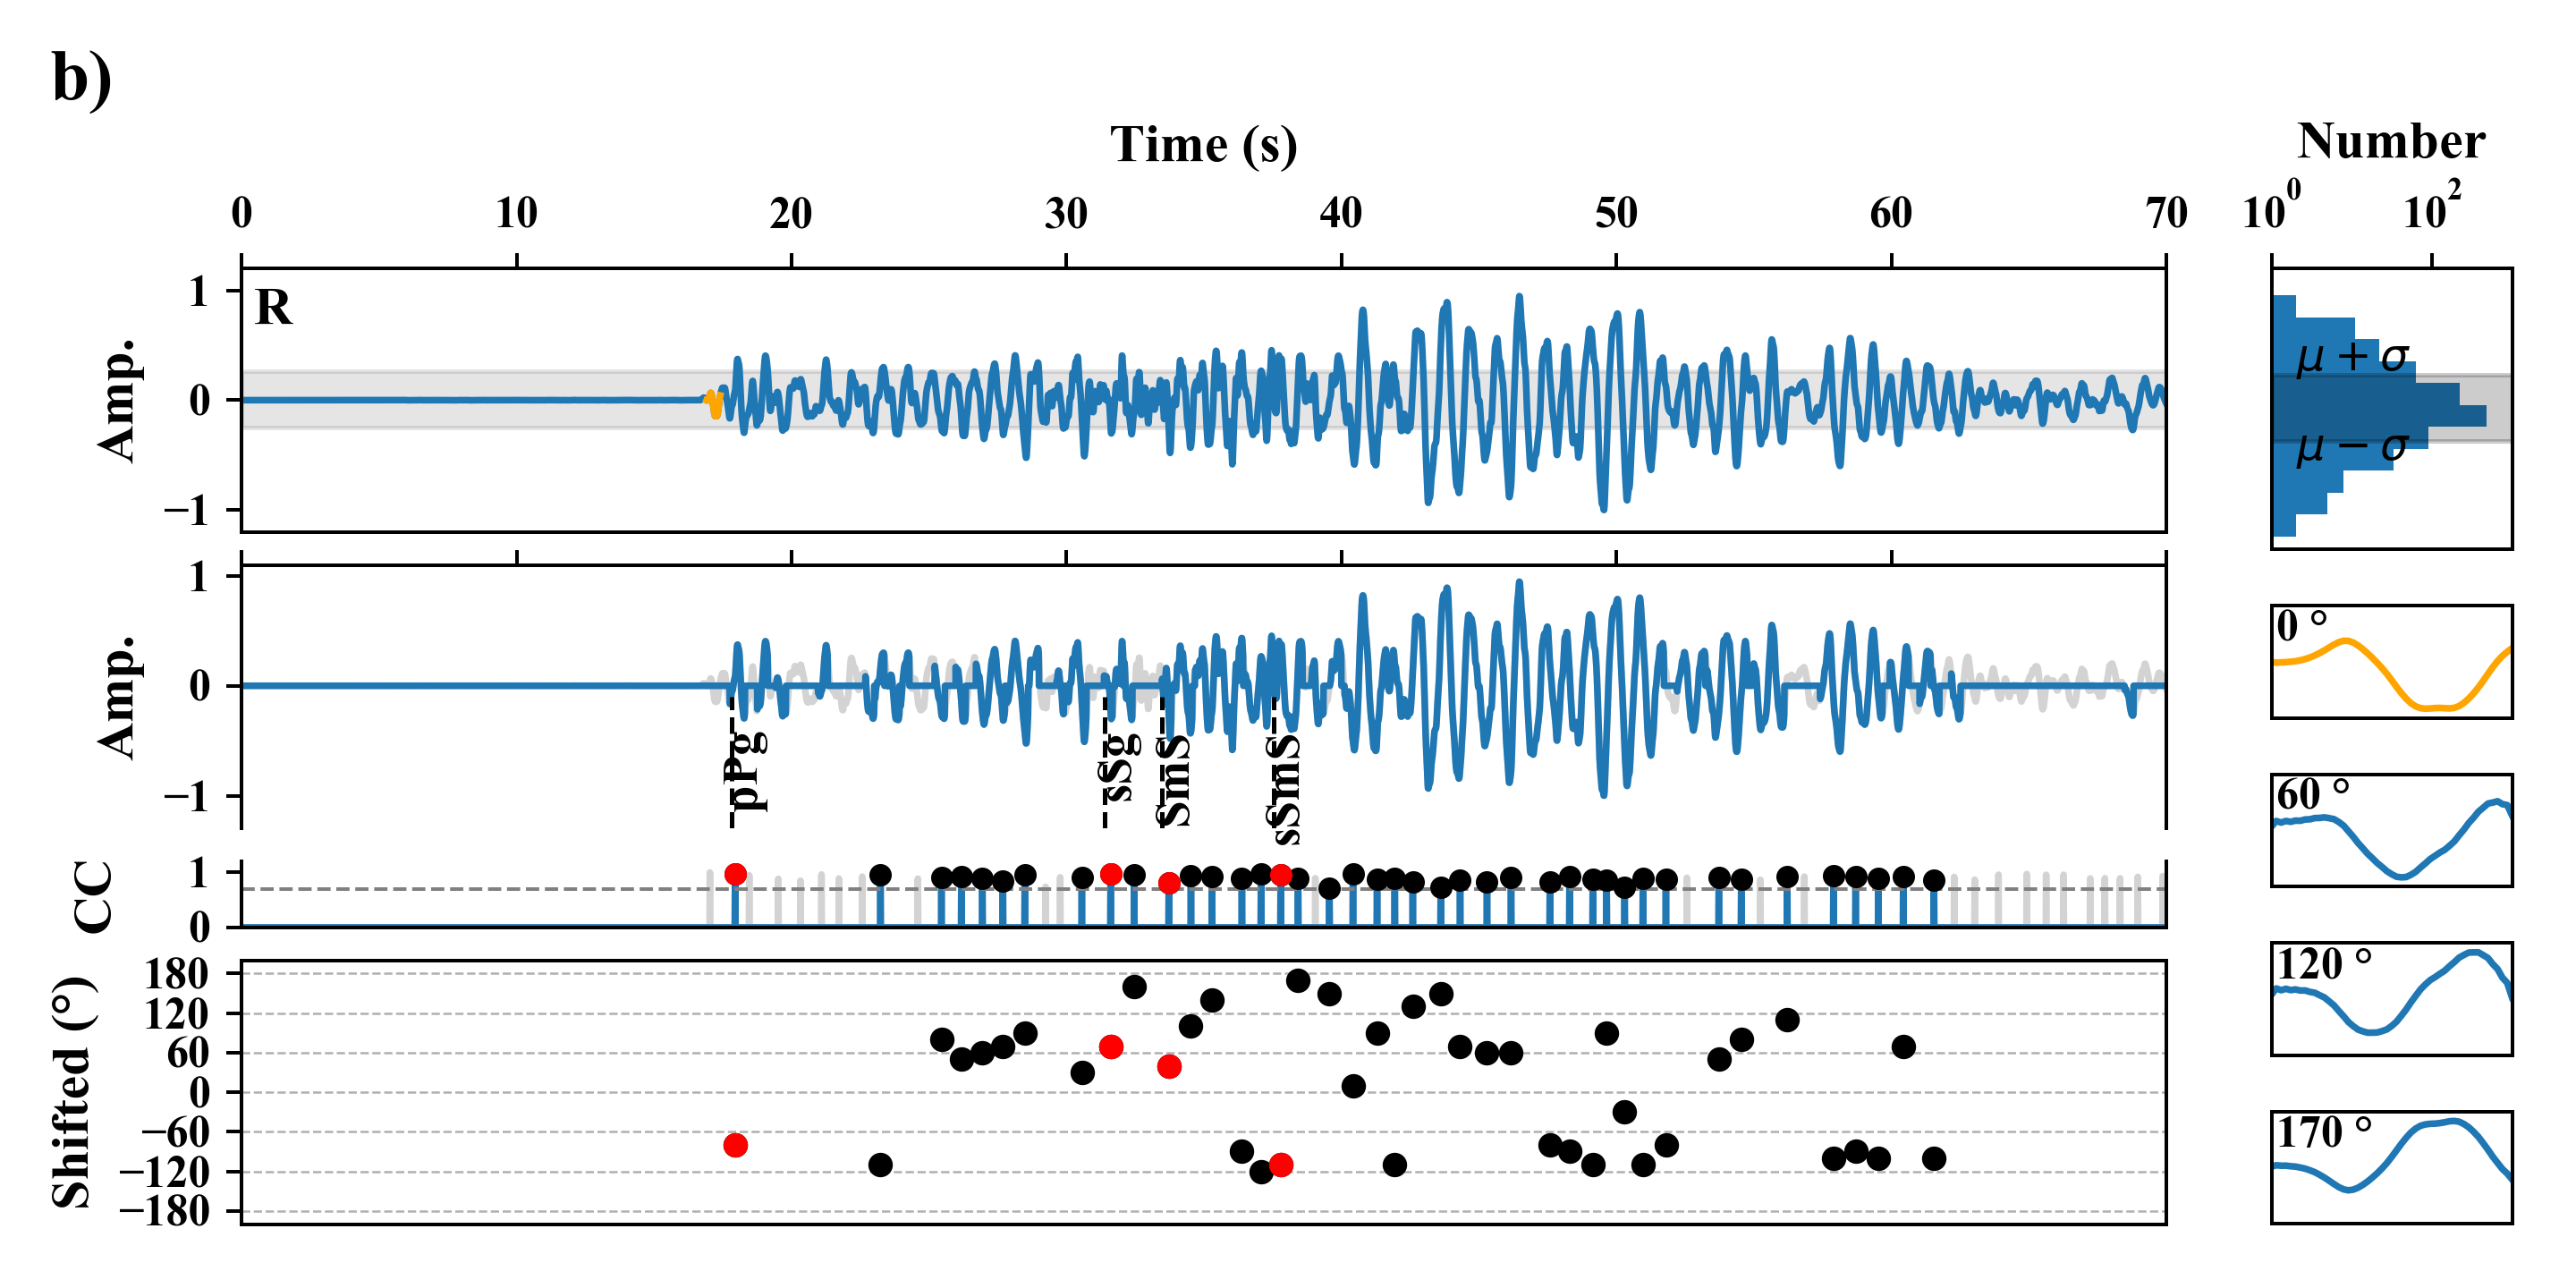 b)
Time (s)
Number
0 10 20 30 40 50 60 70
10^0 10^2
R
Amp.
1
0
−1
μ + σ
μ − σ
Amp.
1
0
−1
pPg
sSg
SmS
sSmS
0 °
60 °
120 °
170 °
CC
1
0
Shifted (°)
180
120
60
0
−60
−120
−180